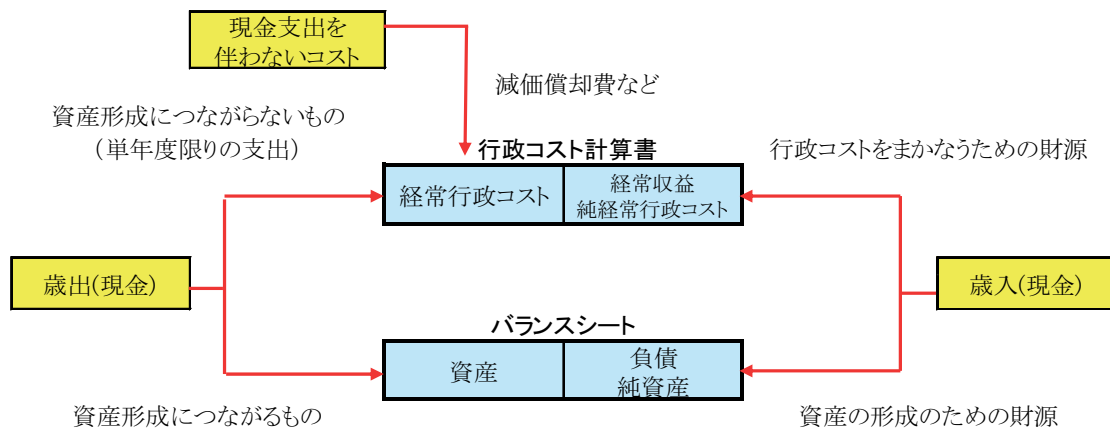 現金支出を
伴わないコスト
減価償却費など
資産形成につながらないもの
（単年度限りの支出）
行政コスト計算書
行政コストをまかなうための財源
経常行政コスト
経常収益
純経常行政コスト
歳出(現金)
歳入(現金)
バランスシート
資産
負債
純資産
資産形成につながるもの
資産の形成のための財源